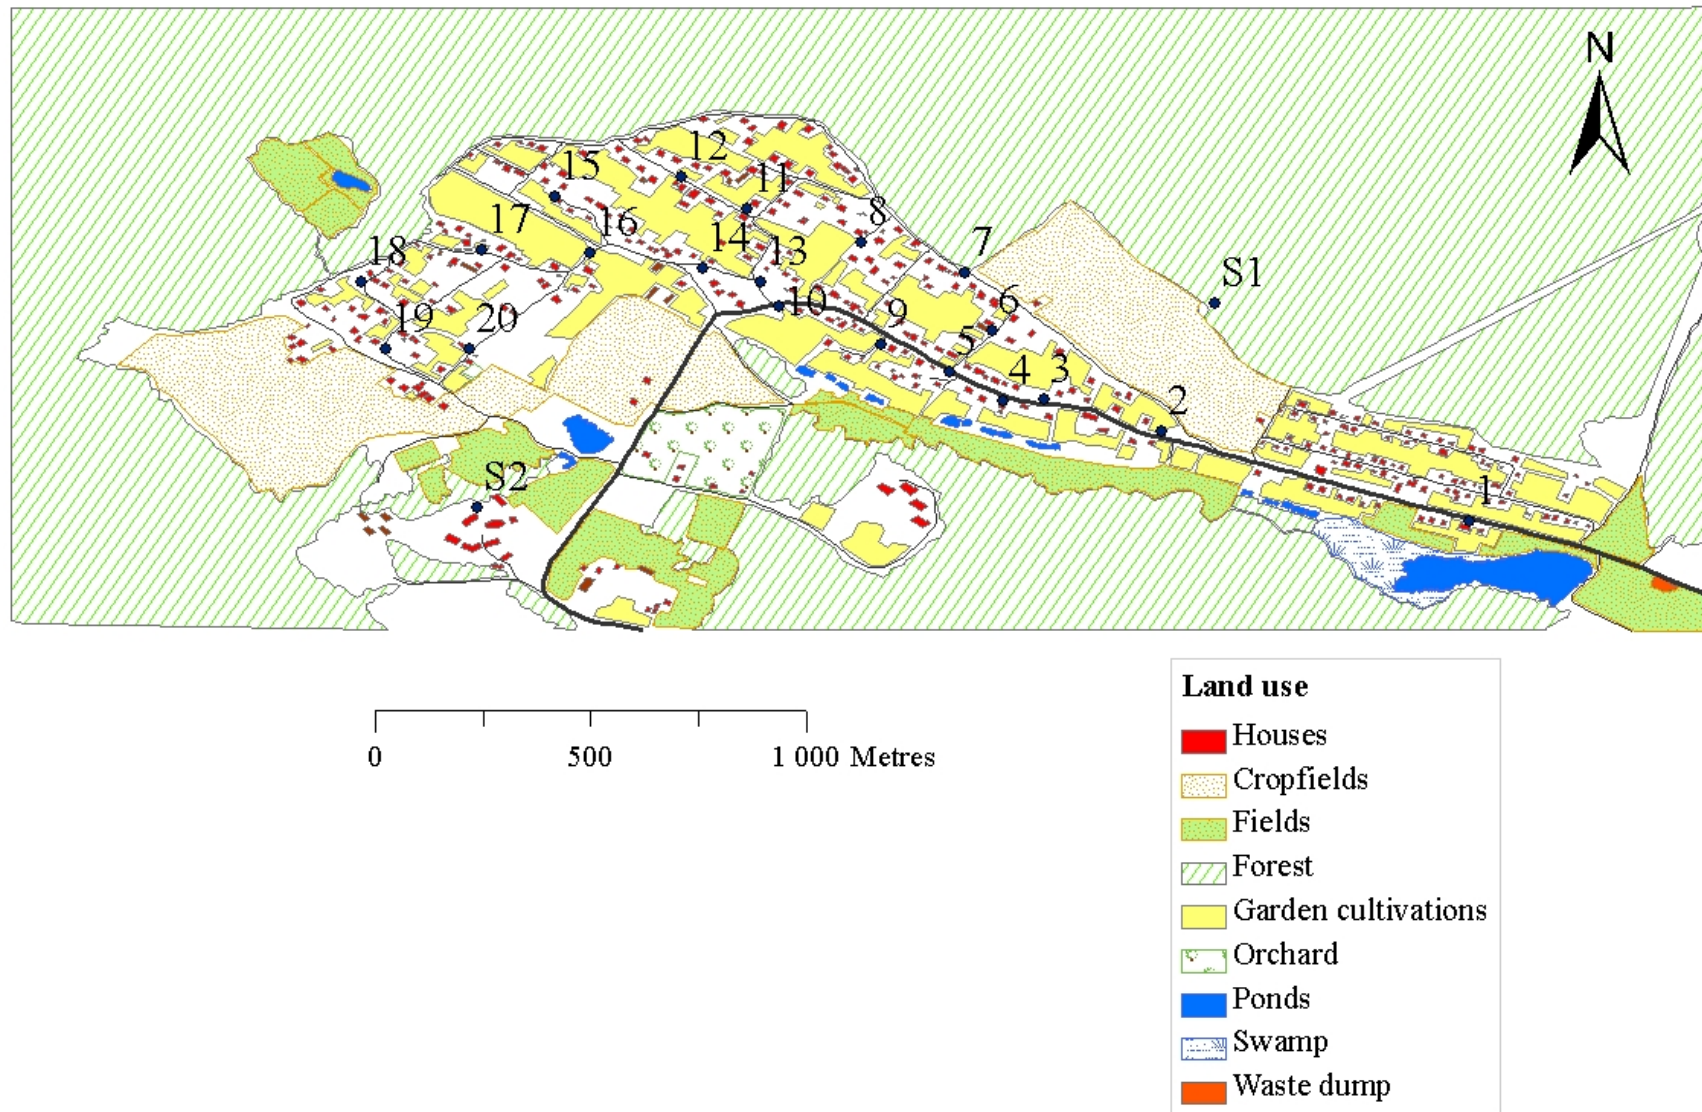 N
12
15
11
17
16
8
14
13
7
18
S1
10
6
9
19
20
5
4
3
2
S2
1
0
500
1 000 Metres
Land use
Houses
Cropfields
Fields
Forest
Garden cultivations
Orchard
Ponds
Swamp
Waste dump